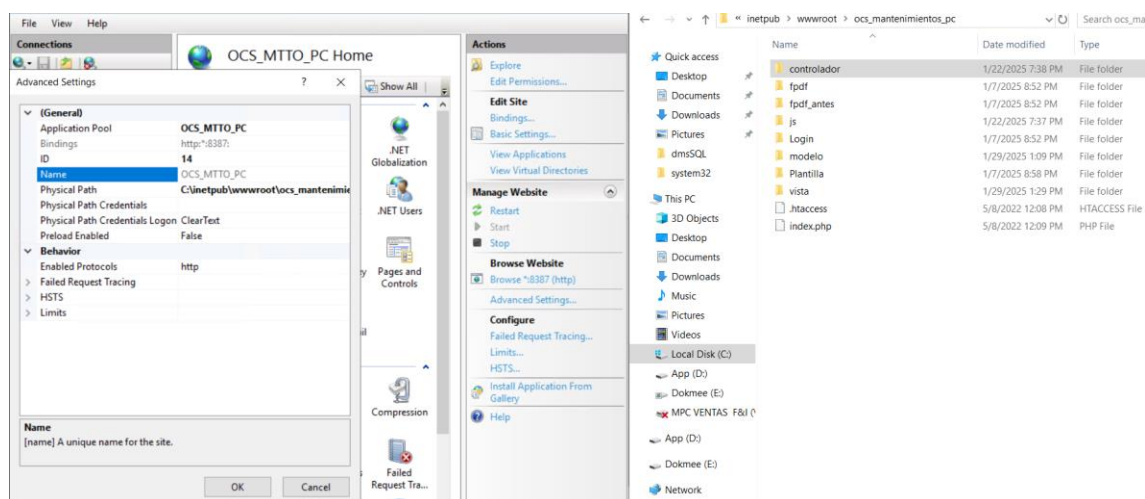 File View Help
Connections
OCS_MTTO_PC Home
Advanced Settings
? ×
(General)
Application Pool OCS_MTTO_PC
Bindings http:*:8387:
ID 14
Name OCS_MTTO_PC
Physical Path C:\inetpub\wwwroot\ocs_mantenimie
Physical Path Credentials
Physical Path Credentials Logon ClearText
Preload Enabled False
Behavior
Enabled Protocols http
Failed Request Tracing
HSTS
Limits
Name
[name] A unique name for the site.
OK Cancel
Show All
.NET
Globalization
.NET Users
Pages and
Controls
Compression
Failed
Request Tra...
Actions
Explore
Edit Permissions...
Edit Site
Bindings...
Basic Settings...
View Applications
View Virtual Directories
Manage Website
Restart
Start
Stop
Browse Website
Browse *:8387 (http)
Advanced Settings...
Configure
Failed Request Tracing...
Limits...
HSTS...
Install Application From
Gallery
Help
« inetpub > wwwroot > ocs_mantenimientos_pc
Search ocs_ma
Quick access
Desktop
Documents
Downloads
Pictures
dmsSQL
system32
This PC
3D Objects
Desktop
Documents
Downloads
Music
Pictures
Videos
Local Disk (C:)
App (D:)
Dokmee (E:)
MPC VENTAS F&I (
App (D:)
Dokmee (E:)
Network
Name Date modified Type
controlador 1/22/2025 7:38 PM File folder
fpdf 1/7/2025 8:52 PM File folder
fpdf_antes 1/7/2025 8:52 PM File folder
js 1/22/2025 7:37 PM File folder
Login 1/7/2025 8:52 PM File folder
modelo 1/29/2025 1:09 PM File folder
Plantilla 1/7/2025 8:58 PM File folder
vista 1/29/2025 1:29 PM File folder
.htaccess 5/8/2022 12:08 PM HTACCESS File
index.php 5/8/2022 12:09 PM PHP File